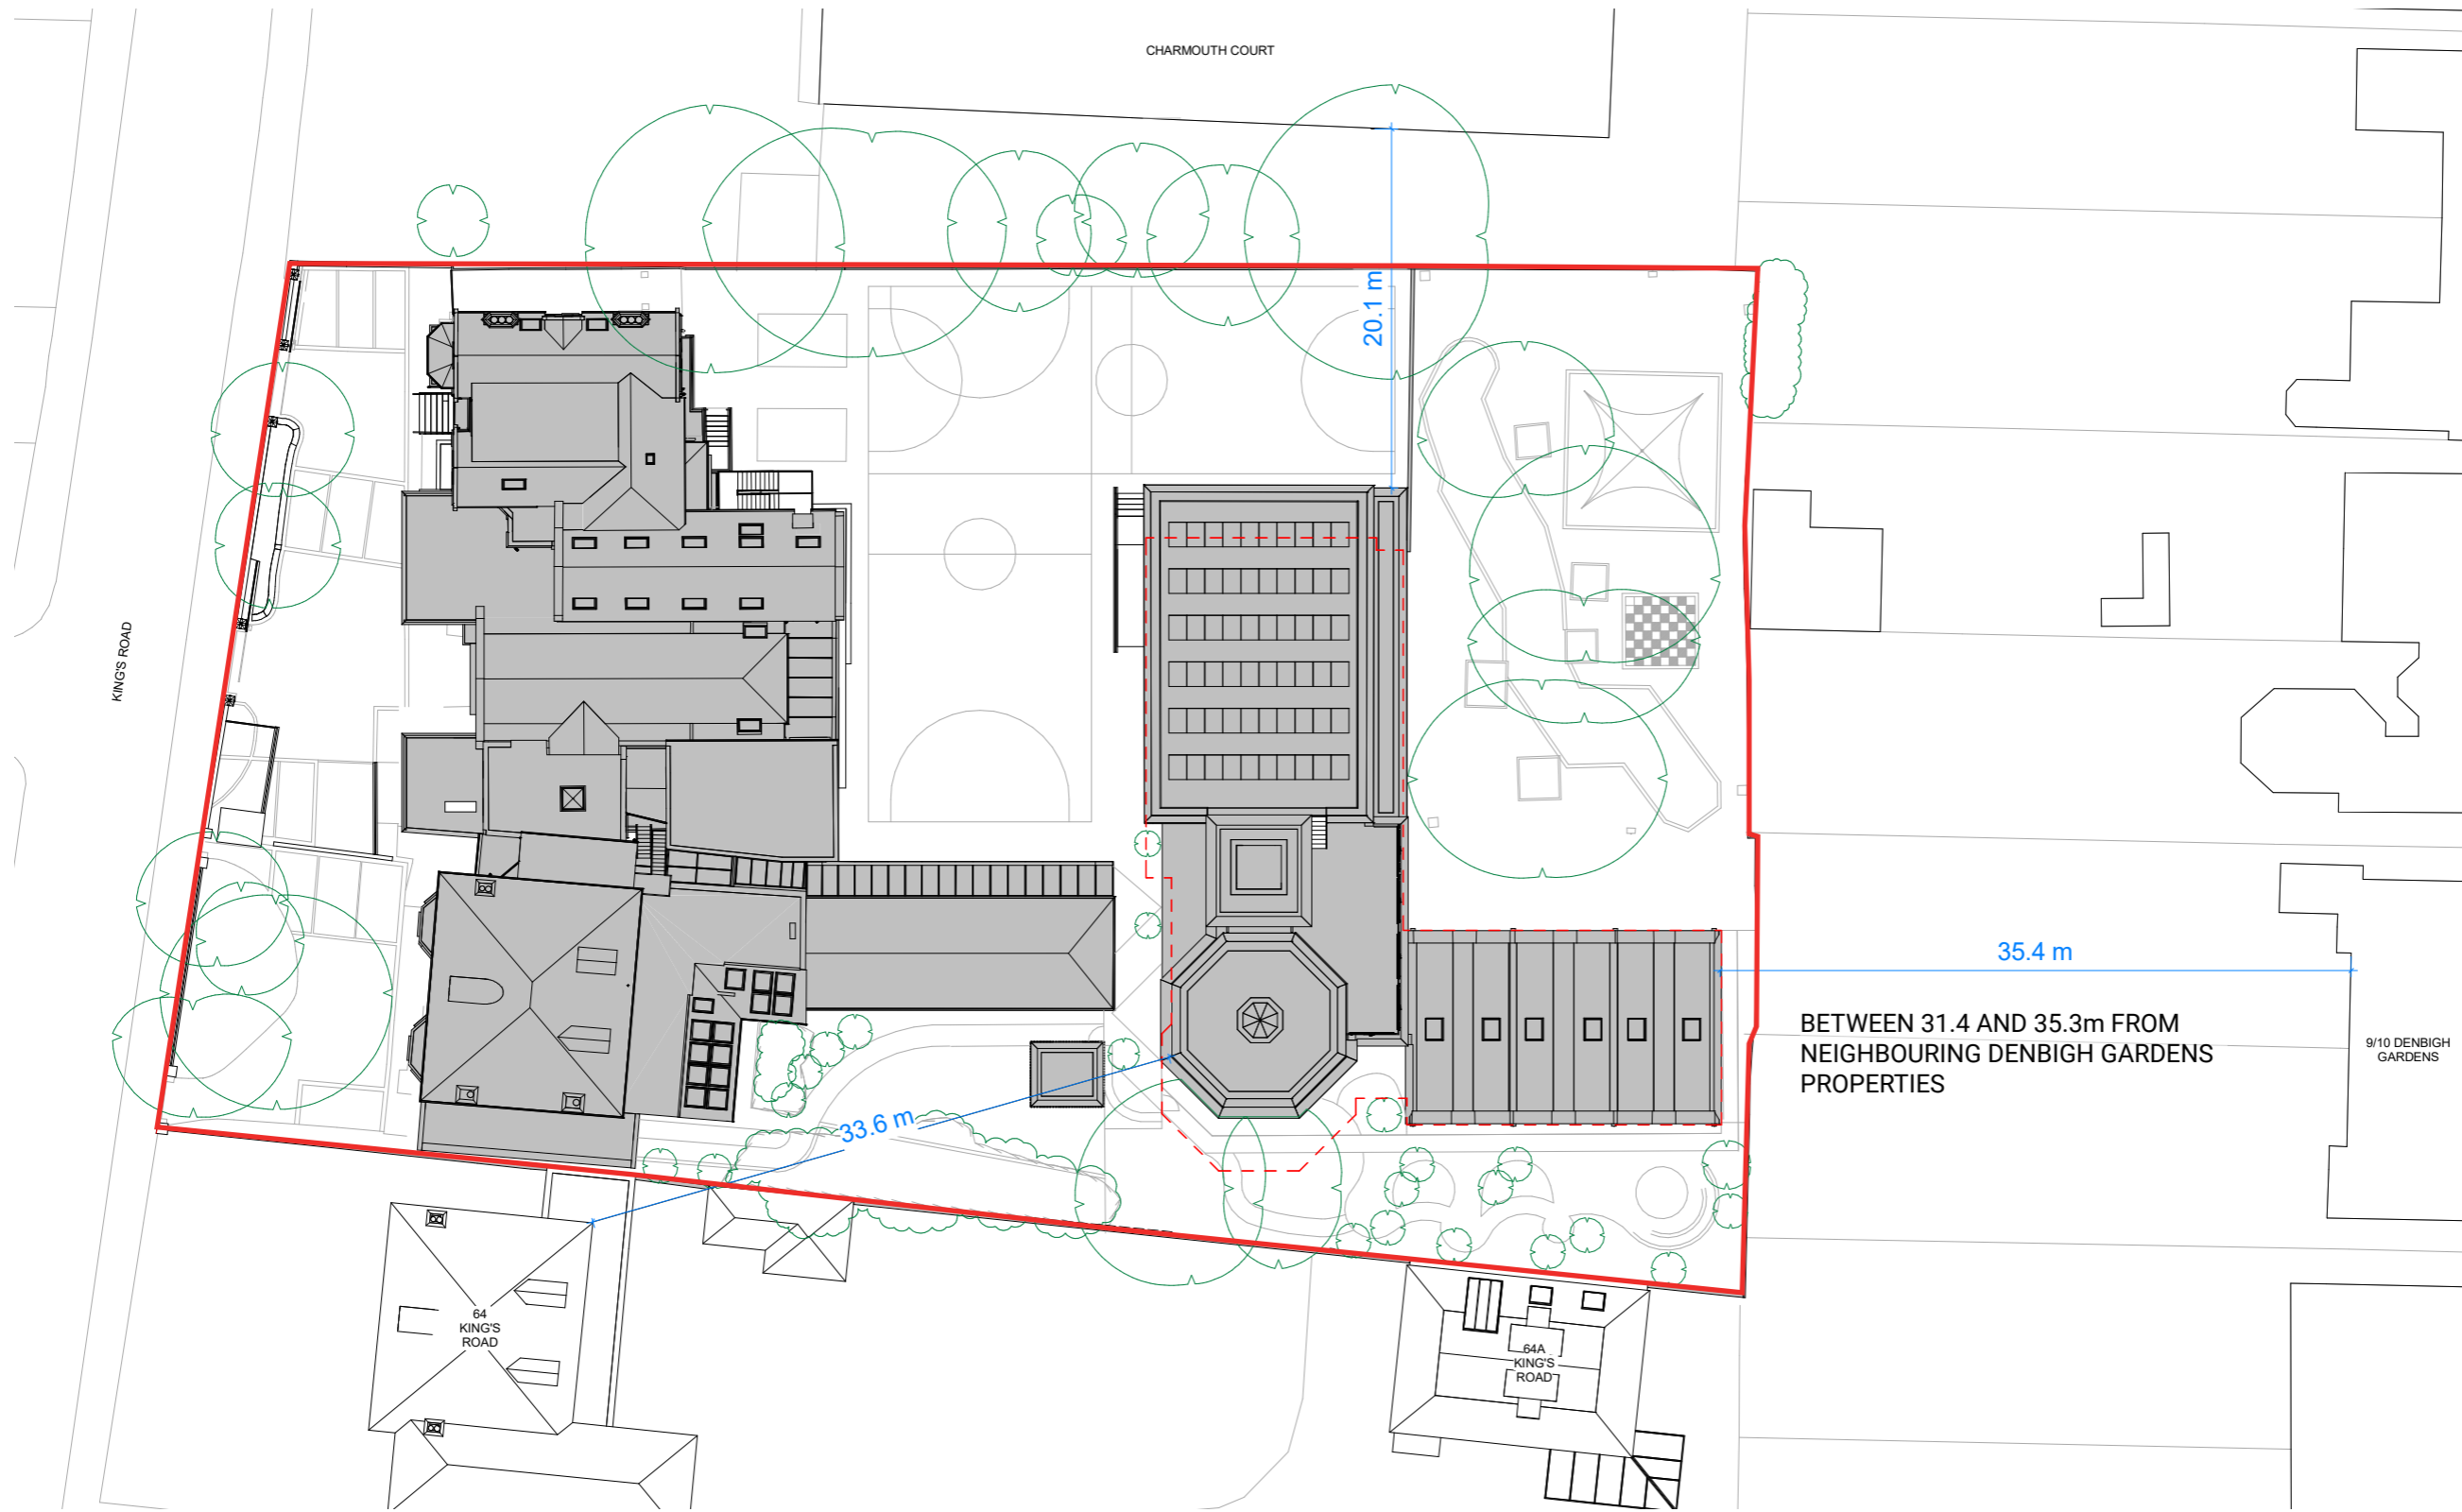 CHARMOUTH COURT
20.1 m
KING'S ROAD
35.4 m
BETWEEN 31.4 AND 35.3m FROM
NEIGHBOURING DENBIGH GARDENS
PROPERTIES
9/10 DENBIGH
GARDENS
33.6 m
64
KING'S
ROAD
64A
KING'S
ROAD